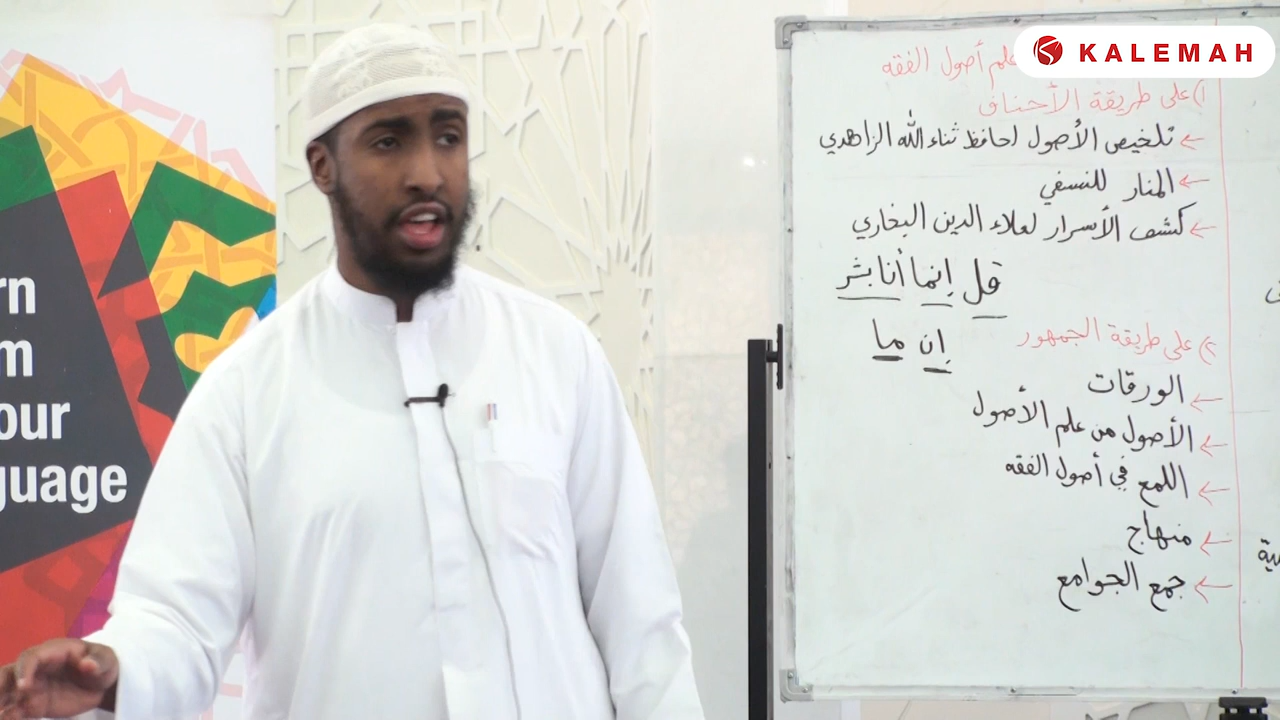 KALEMAH
علم أصول الفقه
١) على طريقة الأحناف
← تلخيص الأصول لحافظ ثناء الله الزاهدي
← المنار للنسفي
← كشف الأسرار لعلاء الدين البخاري
قل إنما أنا بشر
إن ما
٢) على طريقة الجمهور
← الورقات
← الأصول من علم الأصول
← اللمع في أصول الفقه
← منهاج
← جمع الجوامع
rn
m
our
guage